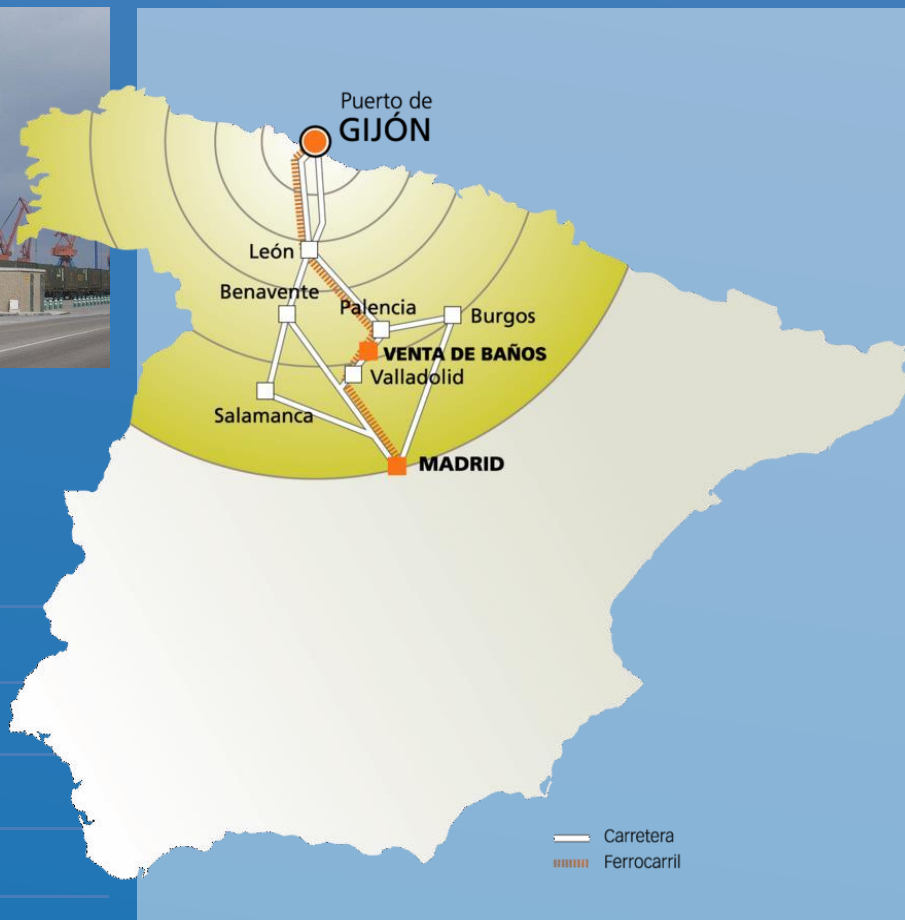 Puerto de
GIJÓN
León
Benavente
Palencia
Burgos
VENTA DE BAÑOS
Valladolid
Salamanca
MADRID
Carretera
Ferrocarril